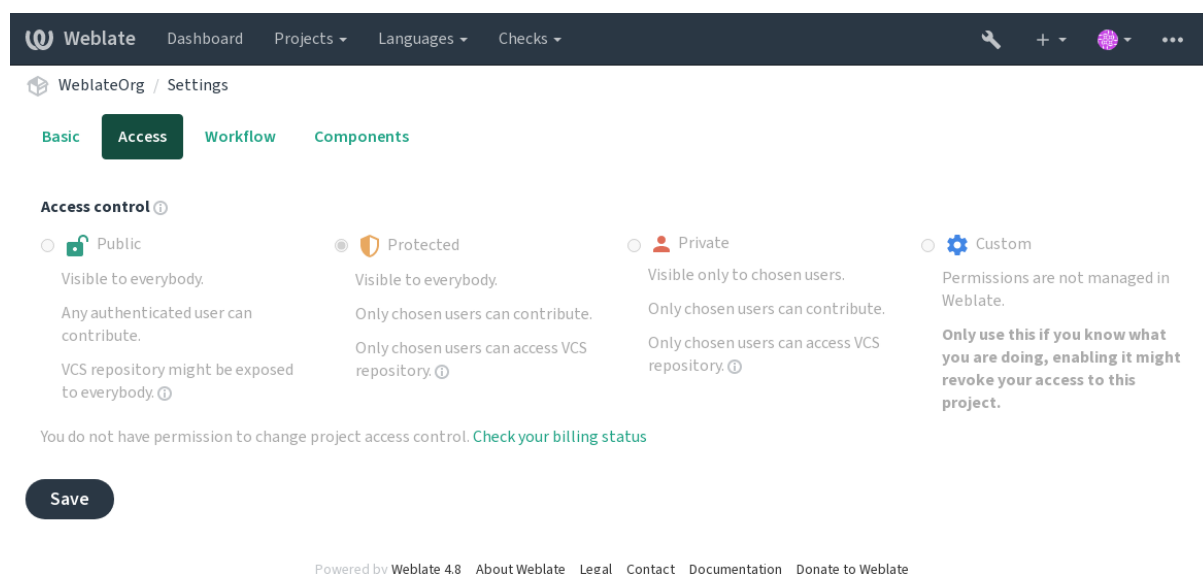 Weblate Dashboard Projects Languages Checks
WeblateOrg / Settings
Basic Access Workflow Components
Access control
Public
Visible to everybody.
Any authenticated user can
contribute.
VCS repository might be exposed
to everybody.
Protected
Visible to everybody.
Only chosen users can contribute.
Only chosen users can access VCS
repository.
Private
Visible only to chosen users.
Only chosen users can contribute.
Only chosen users can access VCS
repository.
Custom
Permissions are not managed in
Weblate.
Only use this if you know what
you are doing, enabling it might
revoke your access to this
project.
You do not have permission to change project access control. Check your billing status
Save
Powered by Weblate 4.8 About Weblate Legal Contact Documentation Donate to Weblate